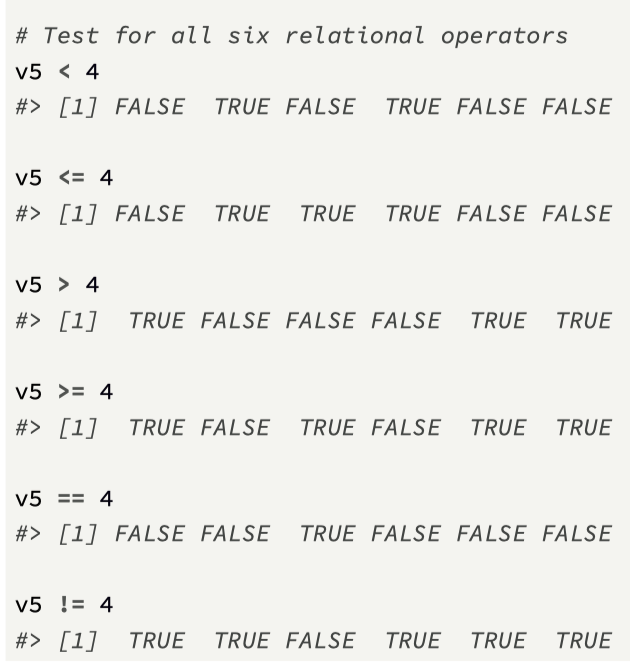 # Test for all six relational operators
v5 < 4
#> [1] FALSE  TRUE FALSE  TRUE FALSE FALSE
v5 <= 4
#> [1] FALSE  TRUE  TRUE  TRUE FALSE FALSE
v5 > 4
#> [1]  TRUE FALSE FALSE FALSE  TRUE  TRUE
v5 >= 4
#> [1]  TRUE FALSE  TRUE FALSE  TRUE  TRUE
v5 == 4
#> [1] FALSE FALSE  TRUE FALSE FALSE FALSE
v5 != 4
#> [1]  TRUE  TRUE FALSE  TRUE  TRUE  TRUE